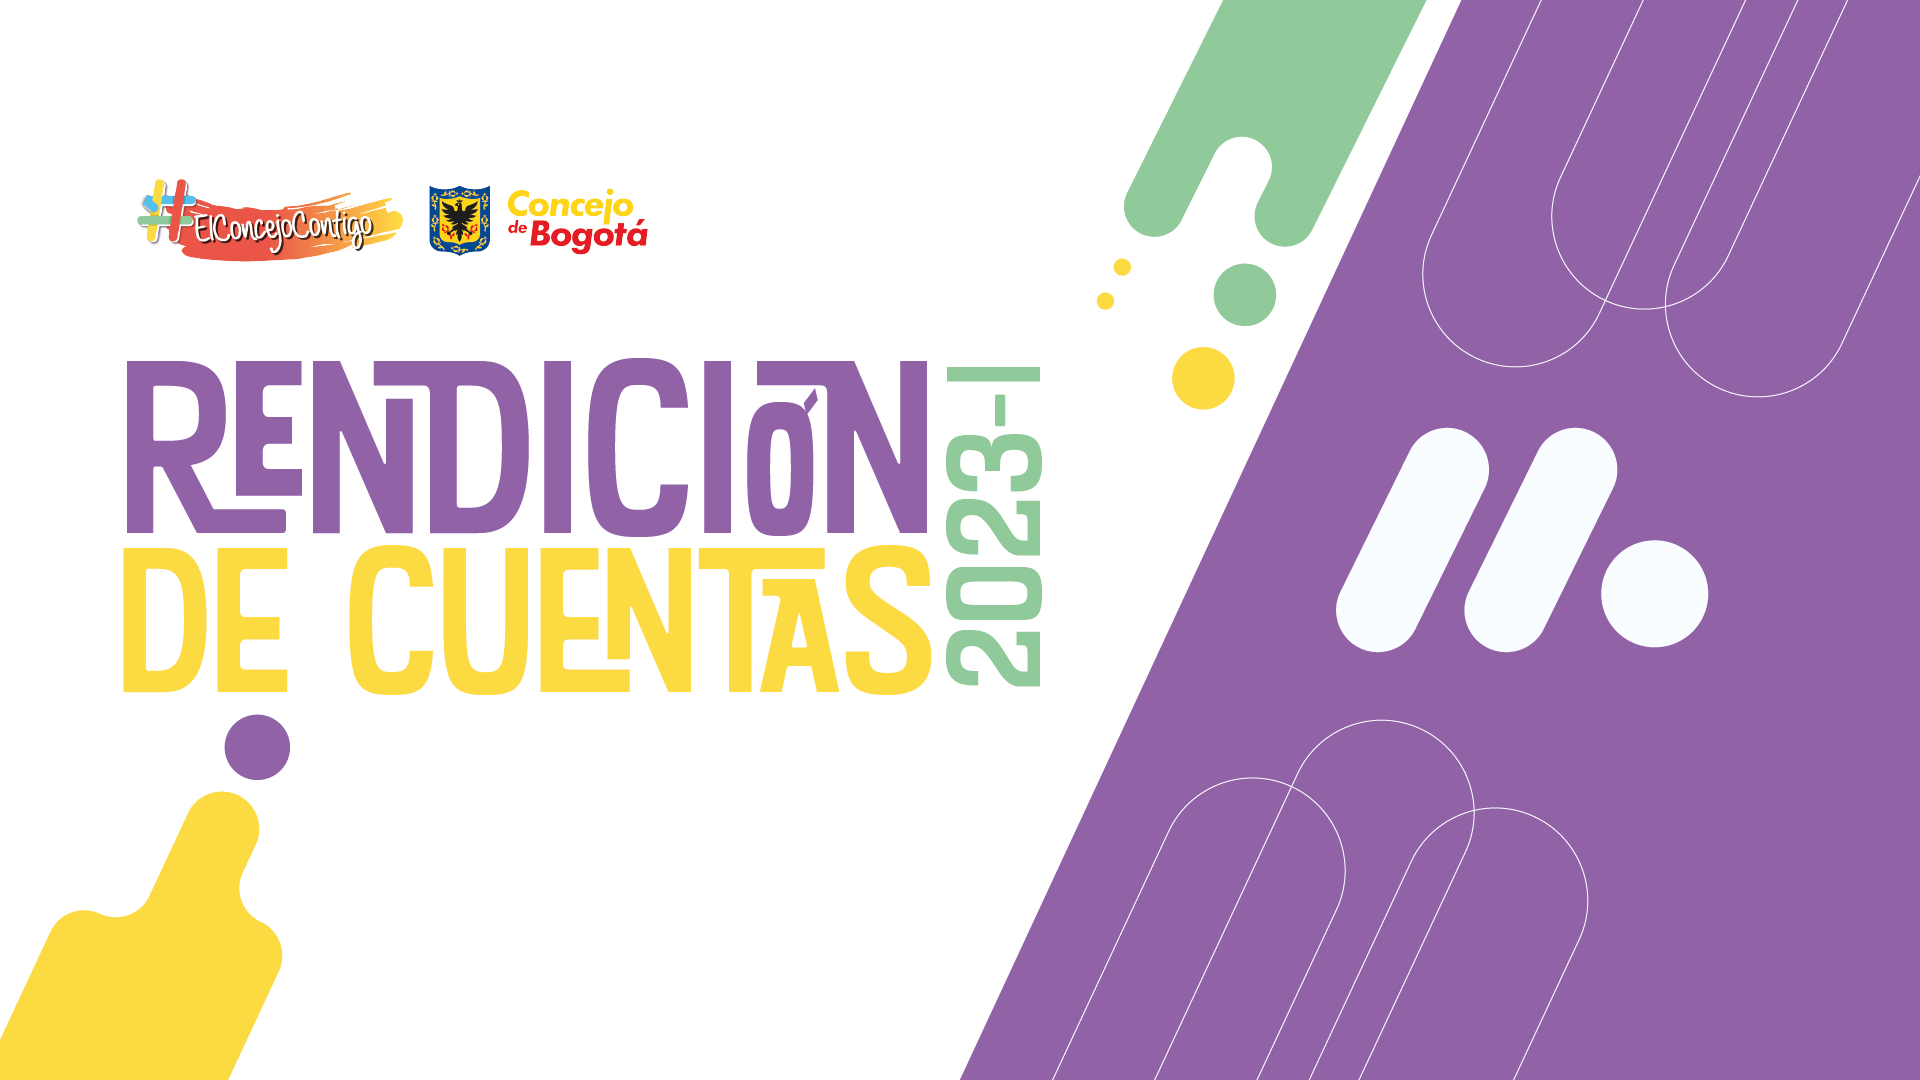 #ElConcejoContigo
Concejo
de Bogotá
RENDICIÓN
DE CUENTAS
2023-I